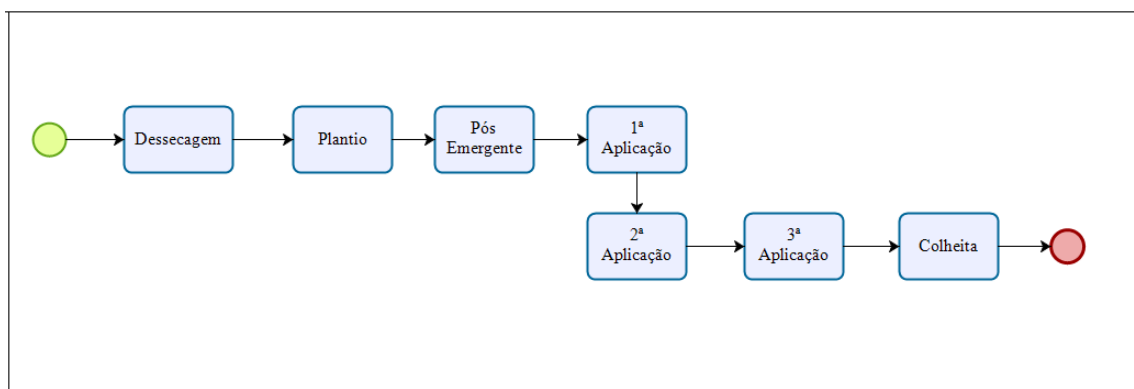 Dessecagem
Plantio
Pós
Emergente
1ª
Aplicação
2ª
Aplicação
3ª
Aplicação
Colheita